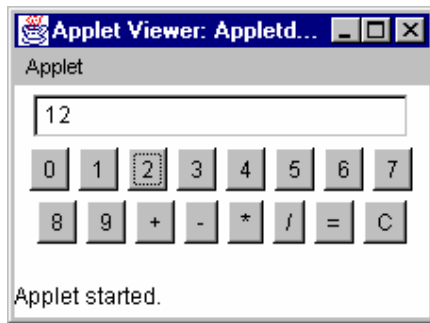 Applet Viewer: Appletd...
Applet
12
0 1 2 3 4 5 6 7
8 9 + - * / = C
Applet started.